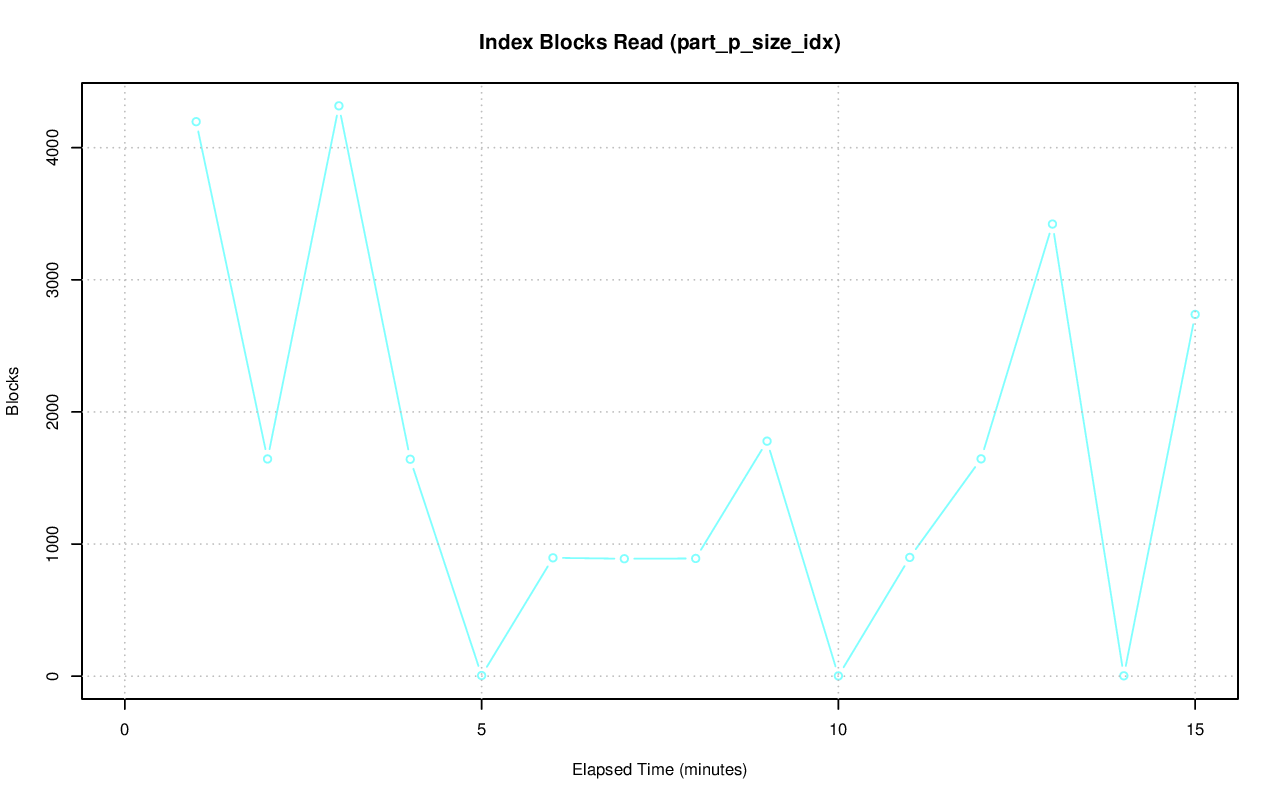 Index Blocks Read (part_p_size_idx)
4000
3000
2000
1000
0
Blocks
0 5 10 15
Elapsed Time (minutes)